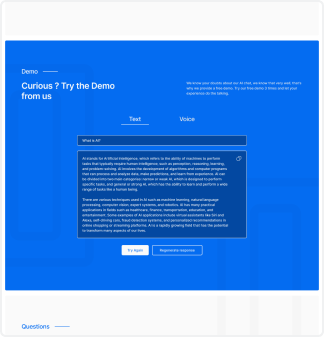 Demo
Curious ? Try the Demo
from us
We know your doubts about our AI chat, we know that very well, that's
why we provide a free demo. Try our free demo 2 times and let your
experience do the talking.
Text
Voice
What is AI?
AI stands for Artificial Intelligence, which refers to the ability of machines to perform
tasks that typically require human intelligence, such as perception, reasoning, learning,
and problem-solving. AI involves the development of algorithms and computer programs
that can process and analyze data, make predictions, and learn from experience. AI can
be divided into two main categories: narrow or weak AI, which is designed to perform
specific tasks, and general or strong AI, which has the ability to learn and perform a wide
range of tasks like a human being.
There are various techniques used in AI such as machine learning, natural language
processing, computer vision, expert systems, and robotics. AI has many practical
applications in fields such as healthcare, finance, transportation, education, and
entertainment. Some examples of AI applications include virtual assistants like Siri and
Alexa, self-driving cars, fraud detection systems, and personalized recommendations in
online shopping or streaming platforms. AI is a rapidly growing field that has the potential
to transform many aspects of our lives.
Try Again
Regenerate response
Questions